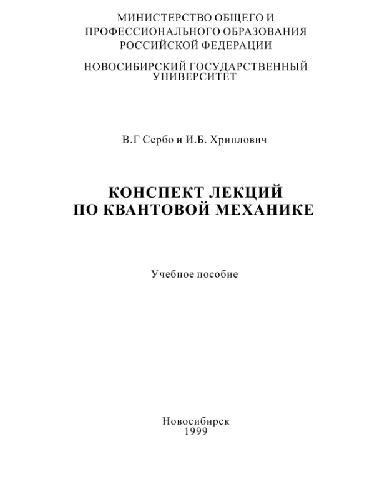 МИНИСТЕРСТВО ОБЩЕГО И
ПРОФЕССИОНАЛЬНОГО ОБРАЗОВАНИЯ
РОССИЙСКОЙ ФЕДЕРАЦИИ
НОВОСИБИРСКИЙ ГОСУДАРСТВЕННЫЙ
УНИВЕРСИТЕТ
В.Г Сербо и И.Б. Хриплович
КОНСПЕКТ ЛЕКЦИЙ
ПО КВАНТОВОЙ МЕХАНИКЕ
Учебное пособие
Новосибирск
1999